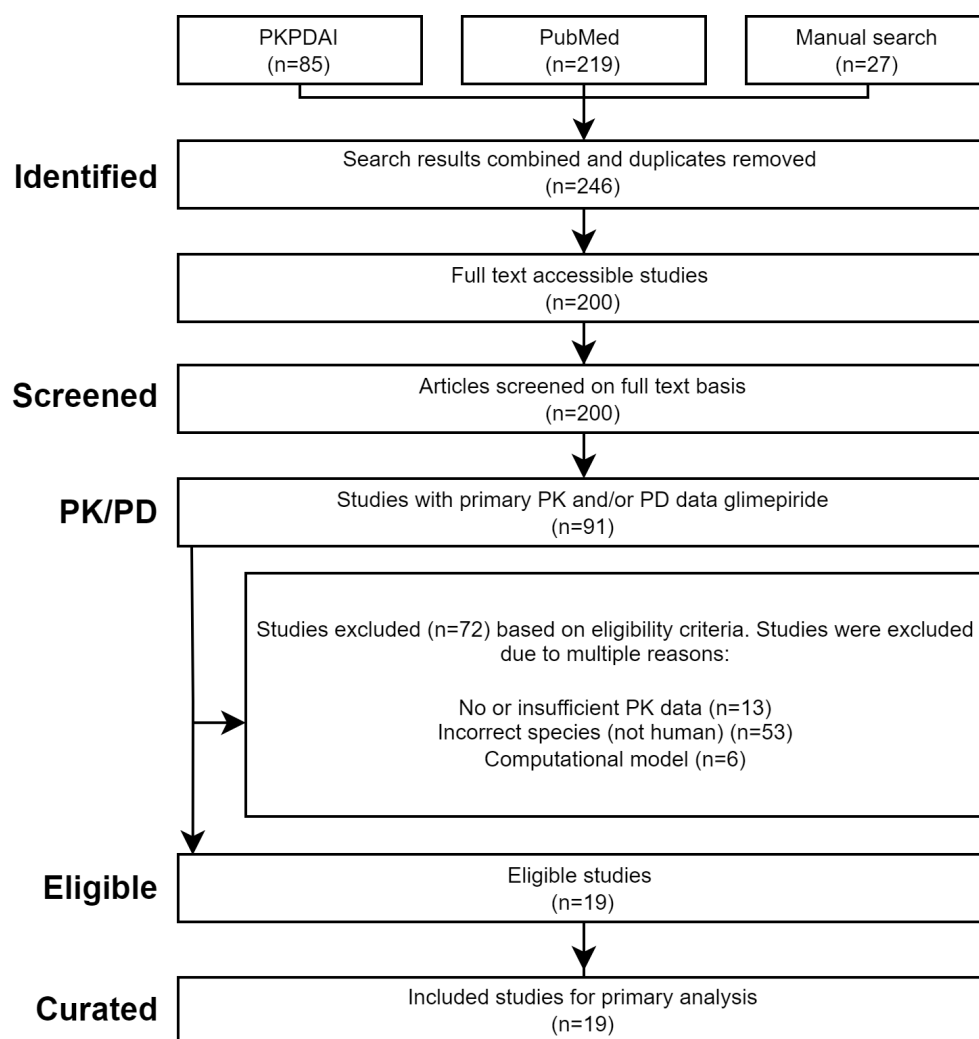 PKPDAI
(n=85)
PubMed
(n=219)
Manual search
(n=27)
Identified
Search results combined and duplicates removed
(n=246)
Full text accessible studies
(n=200)
Screened
Articles screened on full text basis
(n=200)
PK/PD
Studies with primary PK and/or PD data glimepiride
(n=91)
Studies excluded (n=72) based on eligibility criteria. Studies were excluded
due to multiple reasons:
No or insufficient PK data (n=13)
Incorrect species (not human) (n=53)
Computational model (n=6)
Eligible
Eligible studies
(n=19)
Curated
Included studies for primary analysis
(n=19)